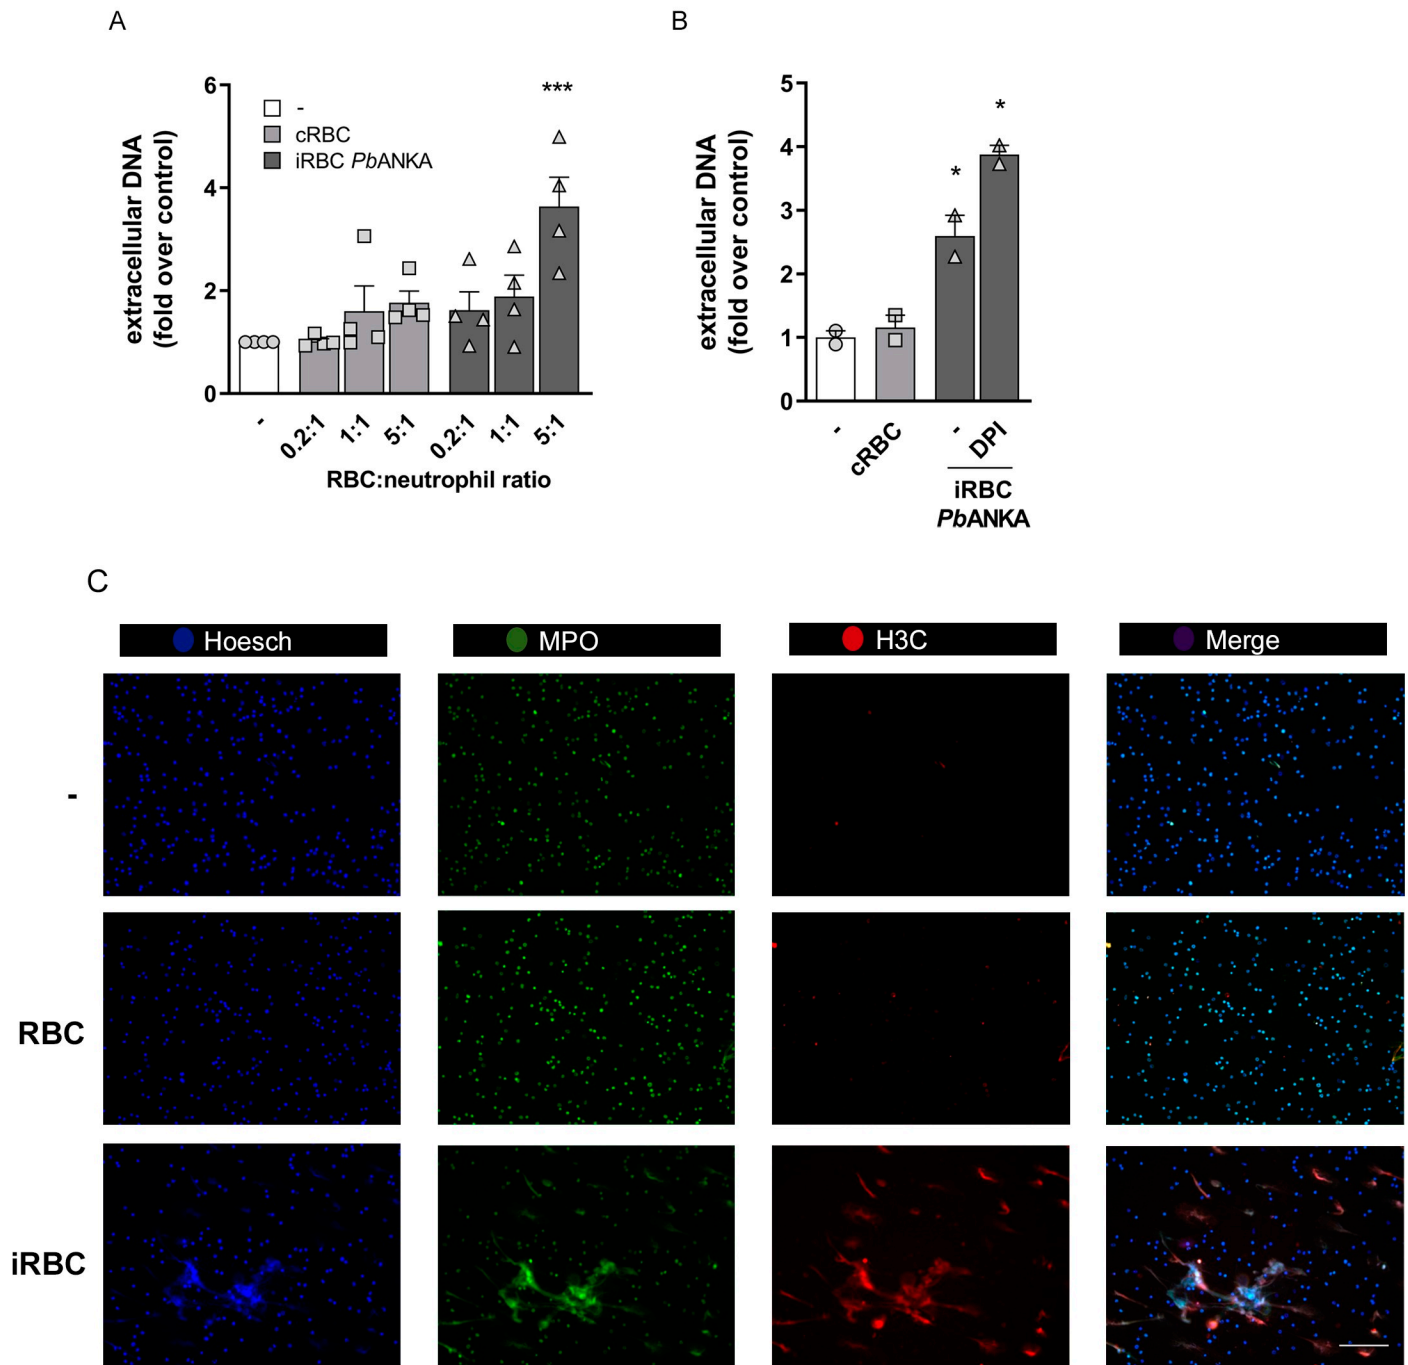 A
B
6
4
2
0
extracellular DNA
(fold over control)
-
cRBC
iRBC PbANKA
***
-
0.2:1
1:1
5:1
0.2:1
1:1
5:1
RBC:neutrophil ratio
5
4
3
2
1
0
extracellular DNA
(fold over control)
*
*
-
cRBC
-
DPI
iRBC
PbANKA
C
Hoesch
MPO
H3C
Merge
-
RBC
iRBC